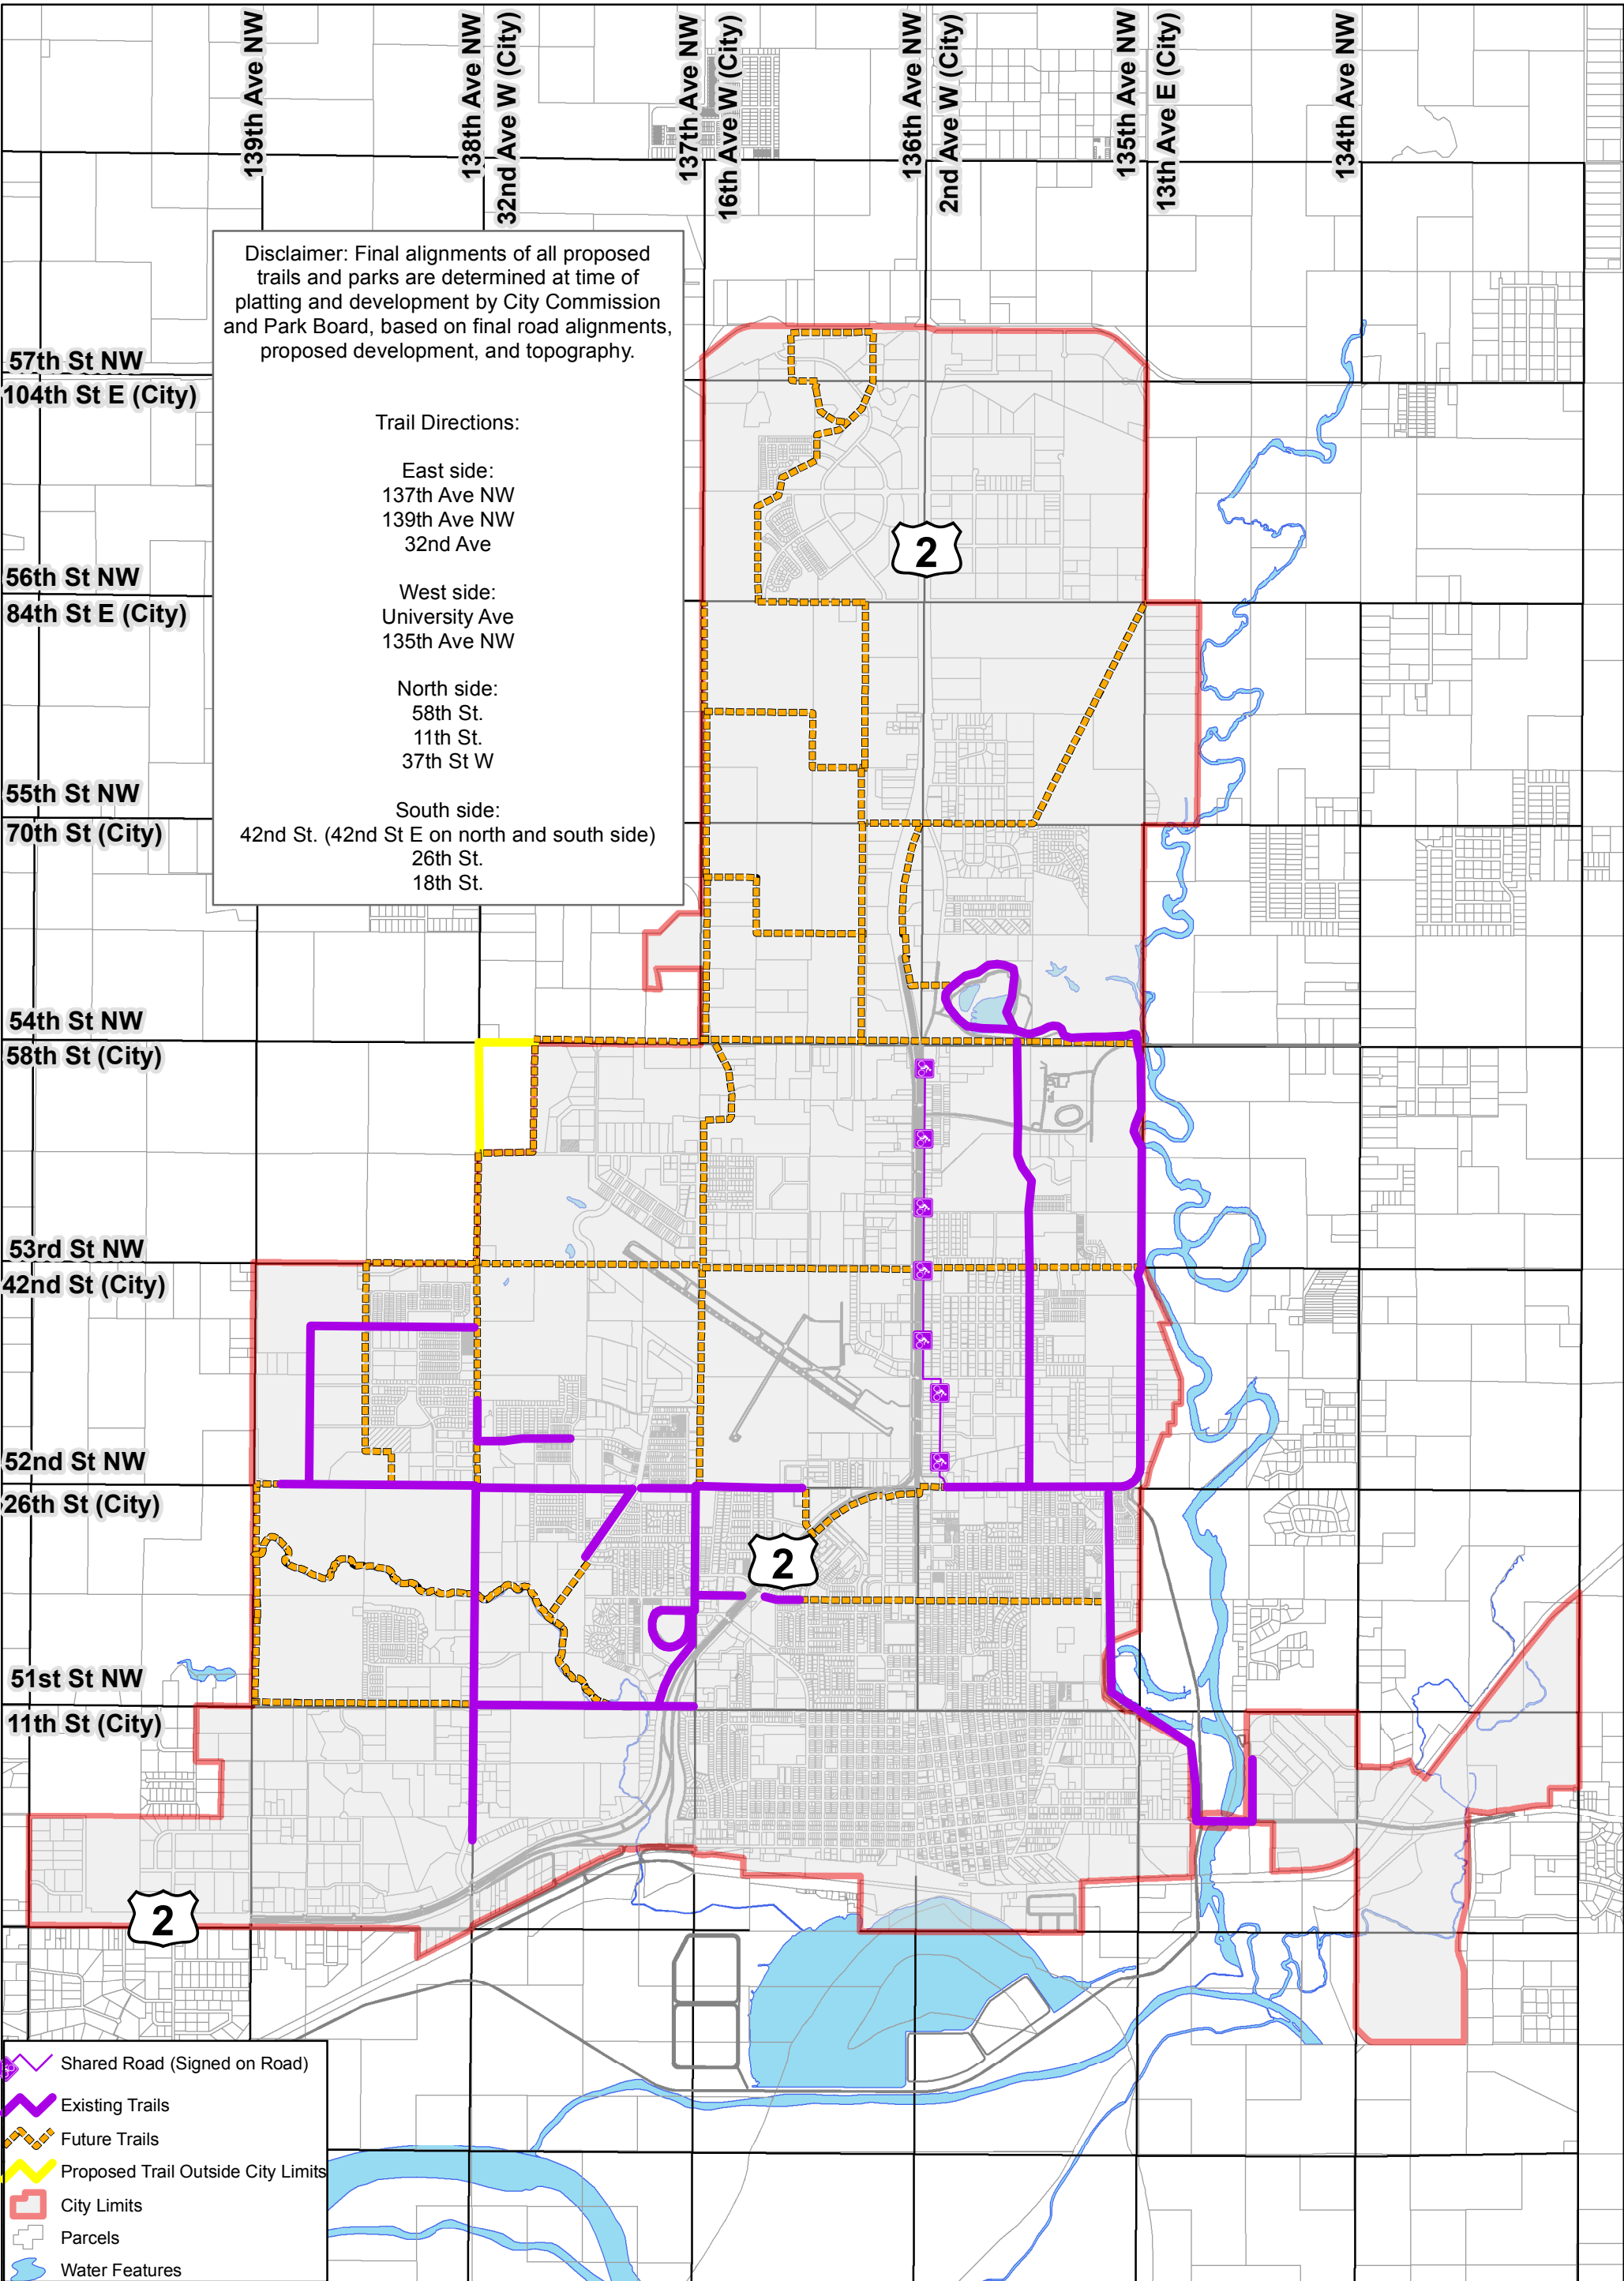 139th Ave NW
138th Ave NW
32nd Ave W (City)
137th Ave NW
16th Ave W (City)
136th Ave NW
2nd Ave W (City)
135th Ave NW
13th Ave E (City)
134th Ave NW
Disclaimer: Final alignments of all proposed
trails and parks are determined at time of
platting and development by City Commission
and Park Board, based on final road alignments,
proposed development, and topography.
Trail Directions:
East side:
137th Ave NW
139th Ave NW
32nd Ave
West side:
University Ave
135th Ave NW
North side:
58th St.
11th St.
37th St W
South side:
42nd St. (42nd St E on north and south side)
26th St.
18th St.
57th St NW
104th St E (City)
2
56th St NW
84th St E (City)
55th St NW
70th St (City)
54th St NW
58th St (City)
53rd St NW
42nd St (City)
52nd St NW
26th St (City)
2
51st St NW
11th St (City)
2
Shared Road (Signed on Road)
Existing Trails
Future Trails
Proposed Trail Outside City Limits
City Limits
Parcels
Water Features